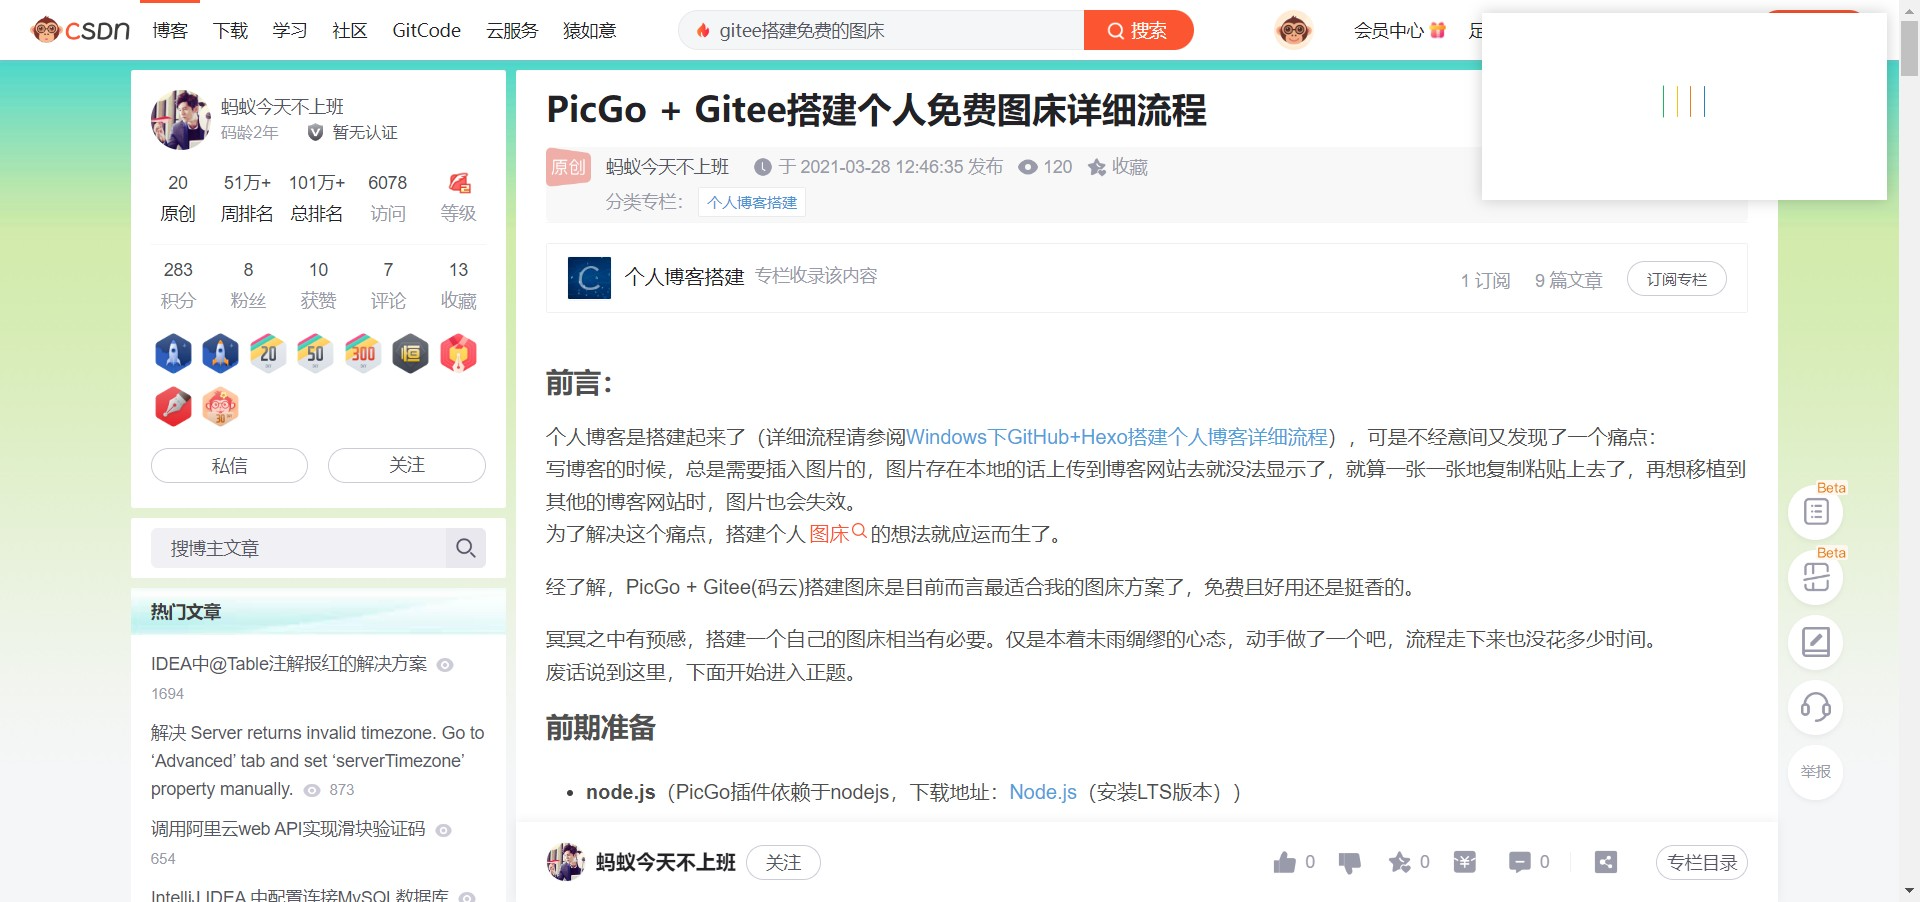 CSDN 博客 下载 学习 社区 GitCode 云服务 猿如意 gitee搭建免费的图床 搜索 会员中心
蚂蚁今天不上班
码龄2年 暂无认证
20 51万+ 101万+ 6078
原创 周排名 总排名 访问 等级
283 8 10 7 13
积分 粉丝 获赞 评论 收藏
20 50 300
30
私信 关注
搜博主文章
热门文章
IDEA中@Table注解报红的解决方案
1694
解决 Server returns invalid timezone. Go to
‘Advanced’ tab and set ‘serverTimezone’
property manually. 873
调用阿里云web API实现滑块验证码
654
IntelliJ IDEA 中配置连接MySQL数据库
PicGo + Gitee搭建个人免费图床详细流程
原创 蚂蚁今天不上班 于 2021-03-28 12:46:35 发布 120 收藏
分类专栏： 个人博客搭建
C 个人博客搭建 专栏收录该内容 1 订阅 9 篇文章 订阅专栏
前言：
个人博客是搭建起来了（详细流程请参阅Windows下GitHub+Hexo搭建个人博客详细流程），可是不经意间又发现了一个痛点：
写博客的时候，总是需要插入图片的，图片存在本地的话上传到博客网站去就没法显示了，就算一张一张地复制粘贴上去了，再想移植到
其他的博客网站时，图片也会失效。
为了解决这个痛点，搭建个人图床的想法就应运而生了。
经了解，PicGo + Gitee(码云)搭建图床是目前而言最适合我的图床方案了，免费且好用还是挺香的。
冥冥之中有预感，搭建一个自己的图床相当有必要。仅是本着未雨绸缪的心态，动手做了一个吧，流程走下来也没花多少时间。
废话说到这里，下面开始进入正题。
前期准备
• node.js（PicGo插件依赖于nodejs，下载地址：Node.js（安装LTS版本））
蚂蚁今天不上班 关注 0 0 0 专栏目录
Beta
Beta
举报